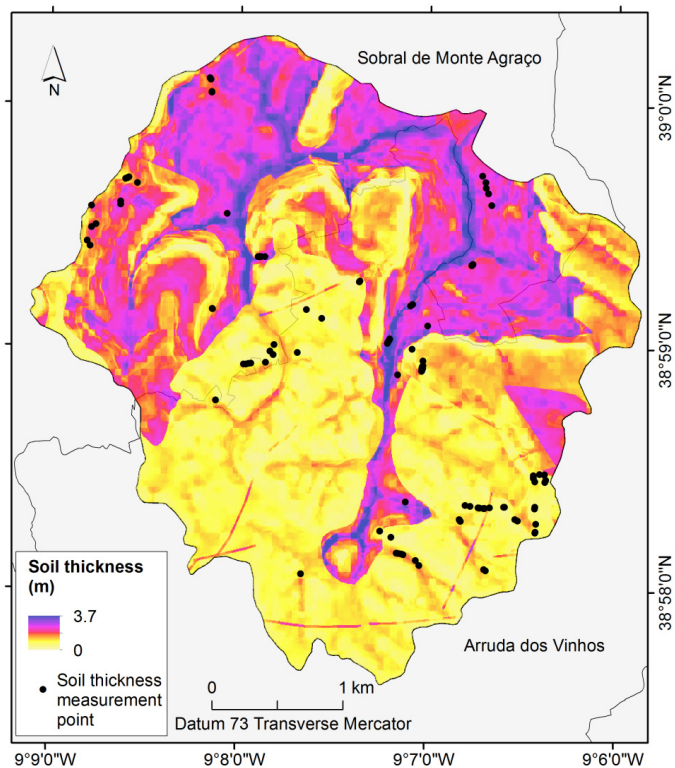 Sobral de Monte Agraço
N
39°0'0"N
38°59'0"N
38°58'0"N
Soil thickness
(m)
3.7
0
Soil thickness
measurement
point
Arruda dos Vinhos
0 1 km
Datum 73 Transverse Mercator
9°9'0"W 9°8'0"W 9°7'0"W 9°6'0"W